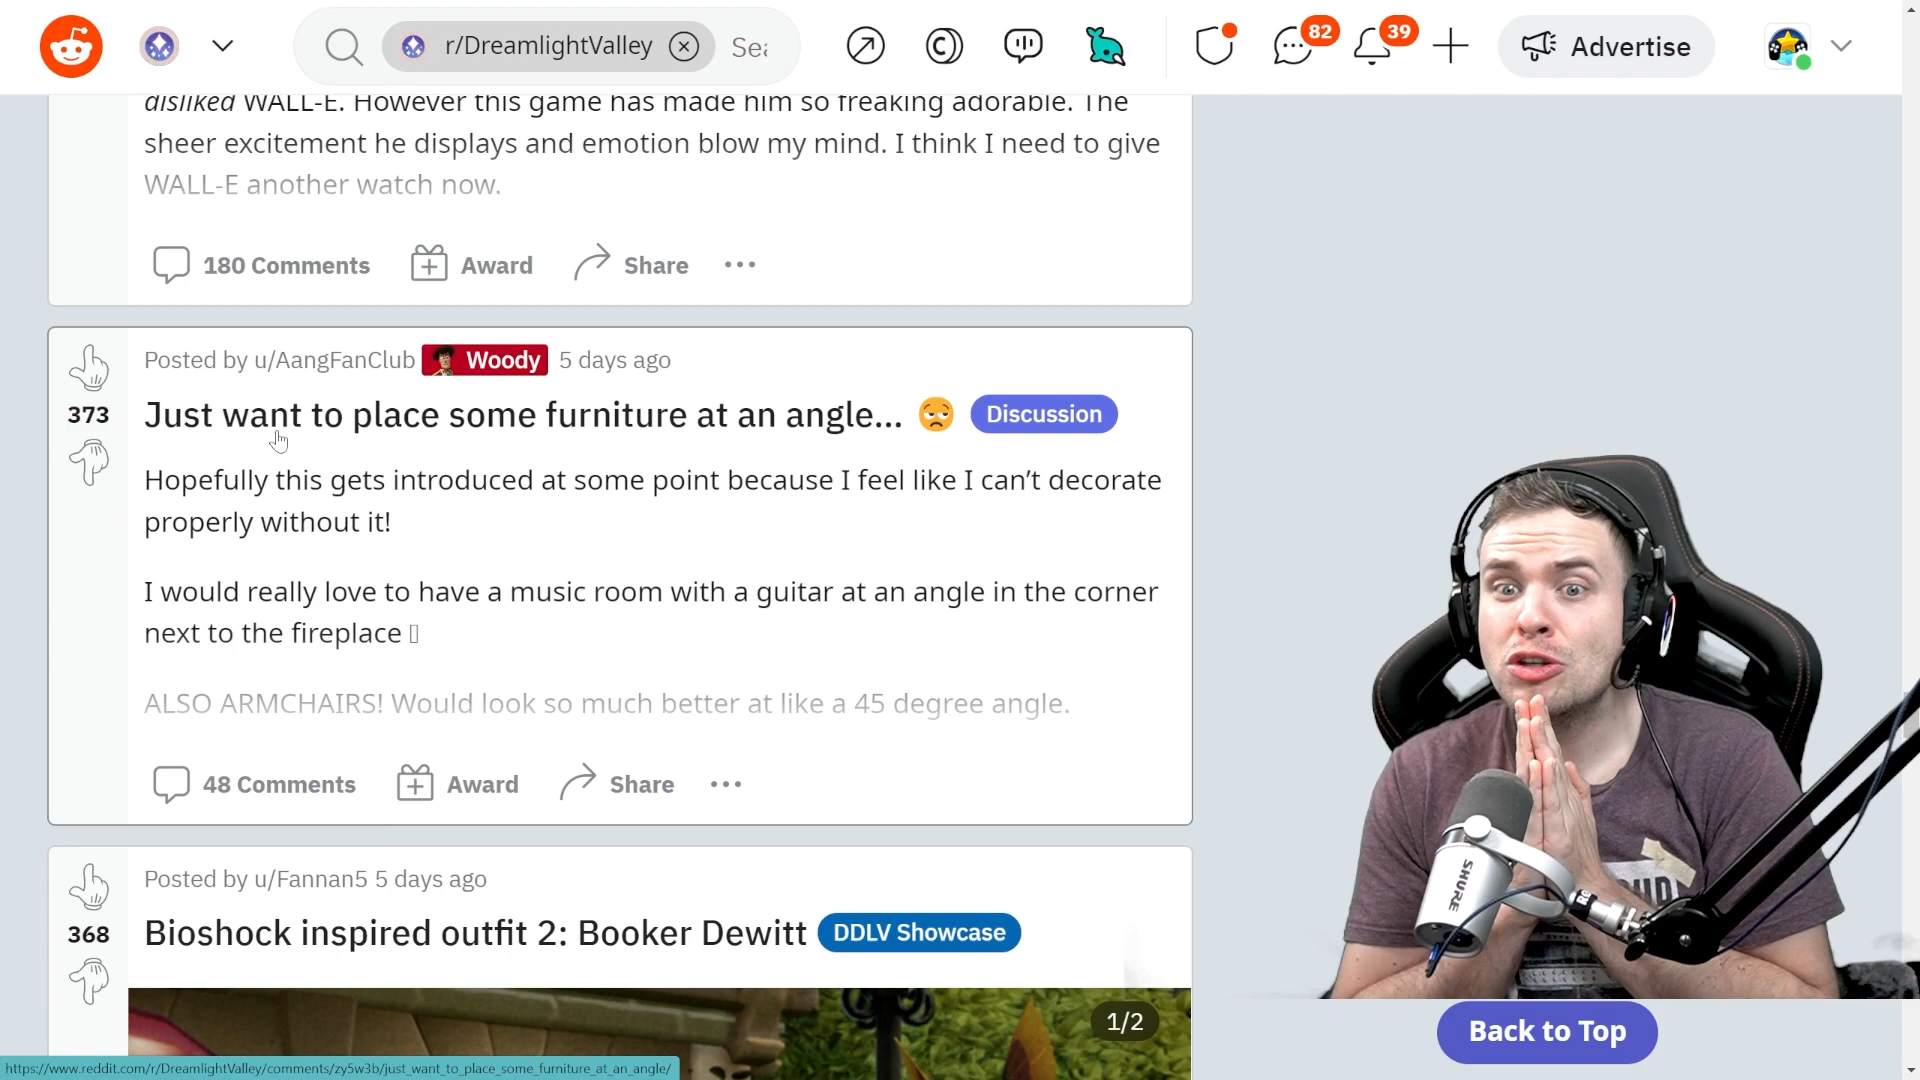 r/DreamlightValley Sea
82
39
Advertise
disliked WALL-E. However this game has made him so freaking adorable. The
sheer excitement he displays and emotion blow my mind. I think I need to give
WALL-E another watch now.
180 Comments Award Share
Posted by u/AangFanClub Woody 5 days ago
373
Just want to place some furniture at an angle... Discussion
Hopefully this gets introduced at some point because I feel like I can’t decorate
properly without it!
I would really love to have a music room with a guitar at an angle in the corner
next to the fireplace
ALSO ARMCHAIRS! Would look so much better at like a 45 degree angle.
48 Comments Award Share
Posted by u/Fannan5 5 days ago
368
Bioshock inspired outfit 2: Booker Dewitt DDLV Showcase
1/2
SHURE
Back to Top
https://www.reddit.com/r/DreamlightValley/comments/zy5w3b/just_want_to_place_some_furniture_at_an_angle/